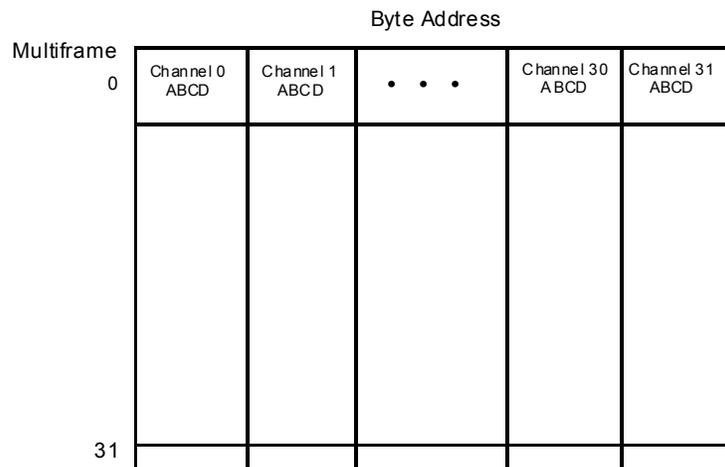 Byte Address
Multiframe
0
Channel 0 Channel 1 • • • Channel 30 Channel 31
ABCD ABCD ABCD ABCD
31